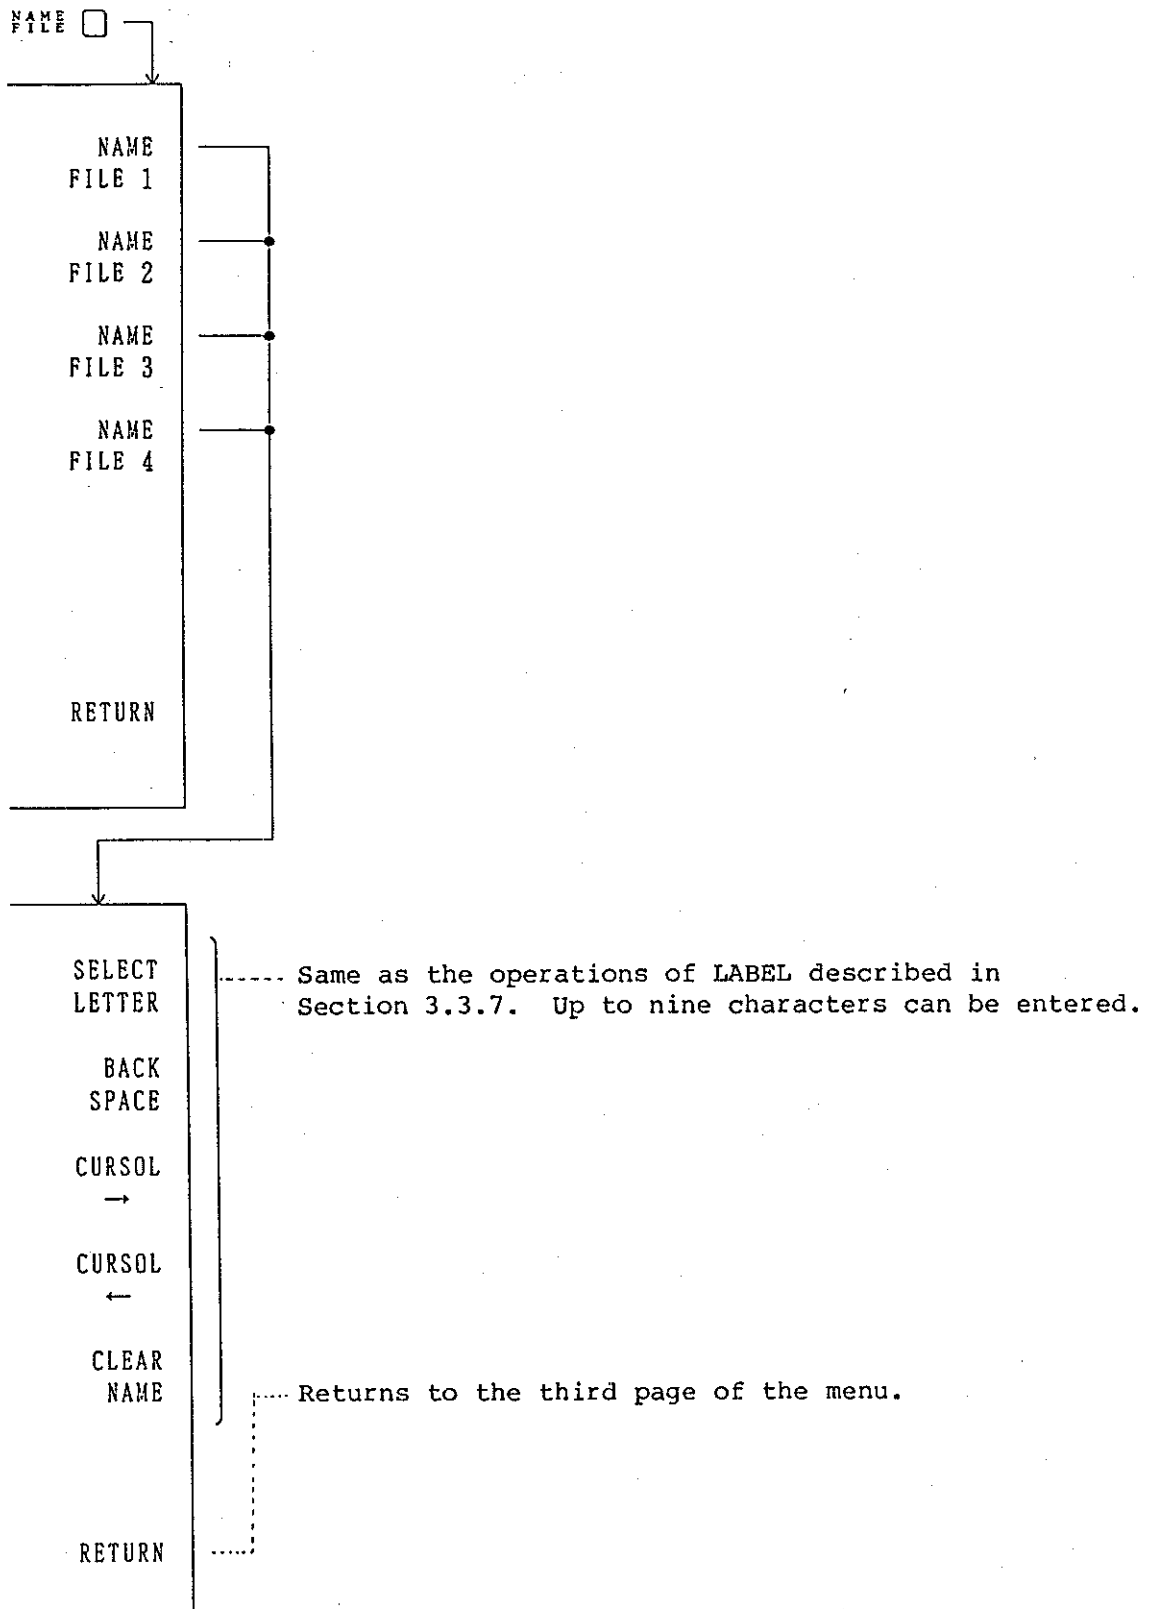 NAME
FILE
NAME
FILE 1
NAME
FILE 2
NAME
FILE 3
NAME
FILE 4
RETURN
SELECT
LETTER
Same as the operations of LABEL described in
Section 3.3.7. Up to nine characters can be entered.
BACK
SPACE
CURSOL
→
CURSOL
←
CLEAR
NAME
Returns to the third page of the menu.
RETURN